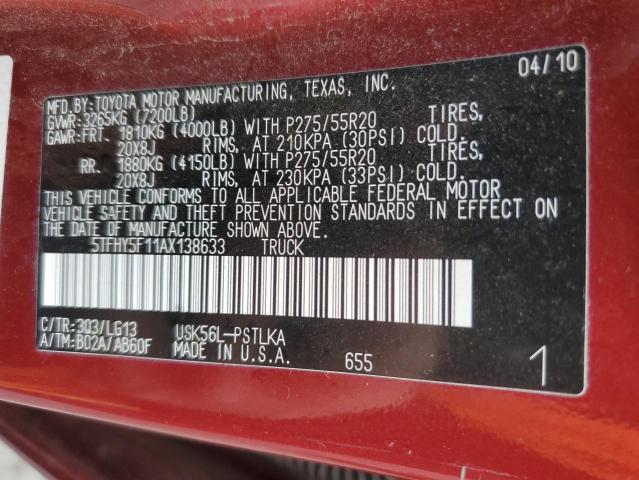 MFD.BY:TOYOTA MOTOR MANUFACTURING, TEXAS, INC. 04/10
GVWR:3265KG (7200LB)
GAWR:FRT. 1810KG (4000LB) WITH P275/55R20 TIRES,
20X8J RIMS, AT 210KPA (30PSI) COLD.
RR. 1880KG (4150LB) WITH P275/55R20 TIRES,
20X8J RIMS, AT 230KPA (33PSI) COLD.
THIS VEHICLE CONFORMS TO ALL APPLICABLE FEDERAL MOTOR
VEHICLE SAFETY AND THEFT PREVENTION STANDARDS IN EFFECT ON
THE DATE OF MANUFACTURE SHOWN ABOVE.
5TFHY5F11AX138633 TRUCK
C/TR:3Q3/LG13 USK56L-PSTLKA
A/TM:B02A/AB60F MADE IN U.S.A. 655 1